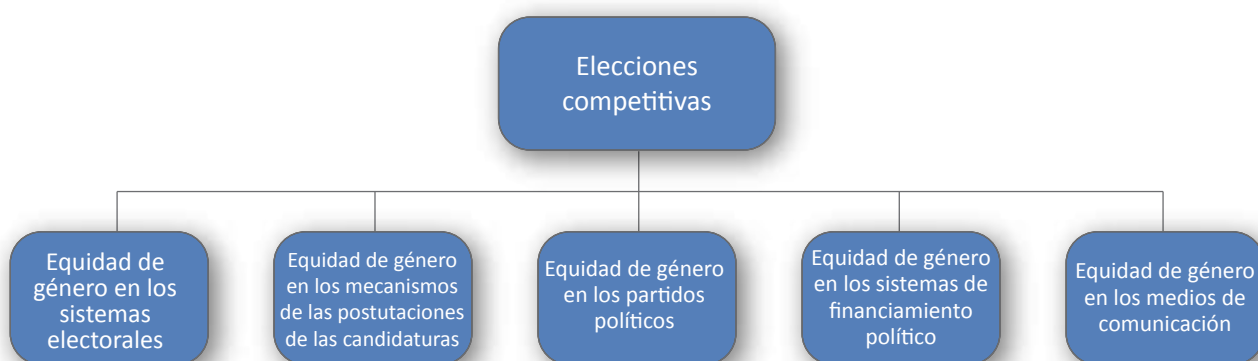 Elecciones
competitivas
Equidad de
género en los
sistemas
electorales
Equidad de género
en los mecanismos
de las postutaciones
de las candidaturas
Equidad de género
en los partidos
políticos
Equidad de género
en los sistemas de
financiamiento
político
Equidad de género
en los medios de
comunicación